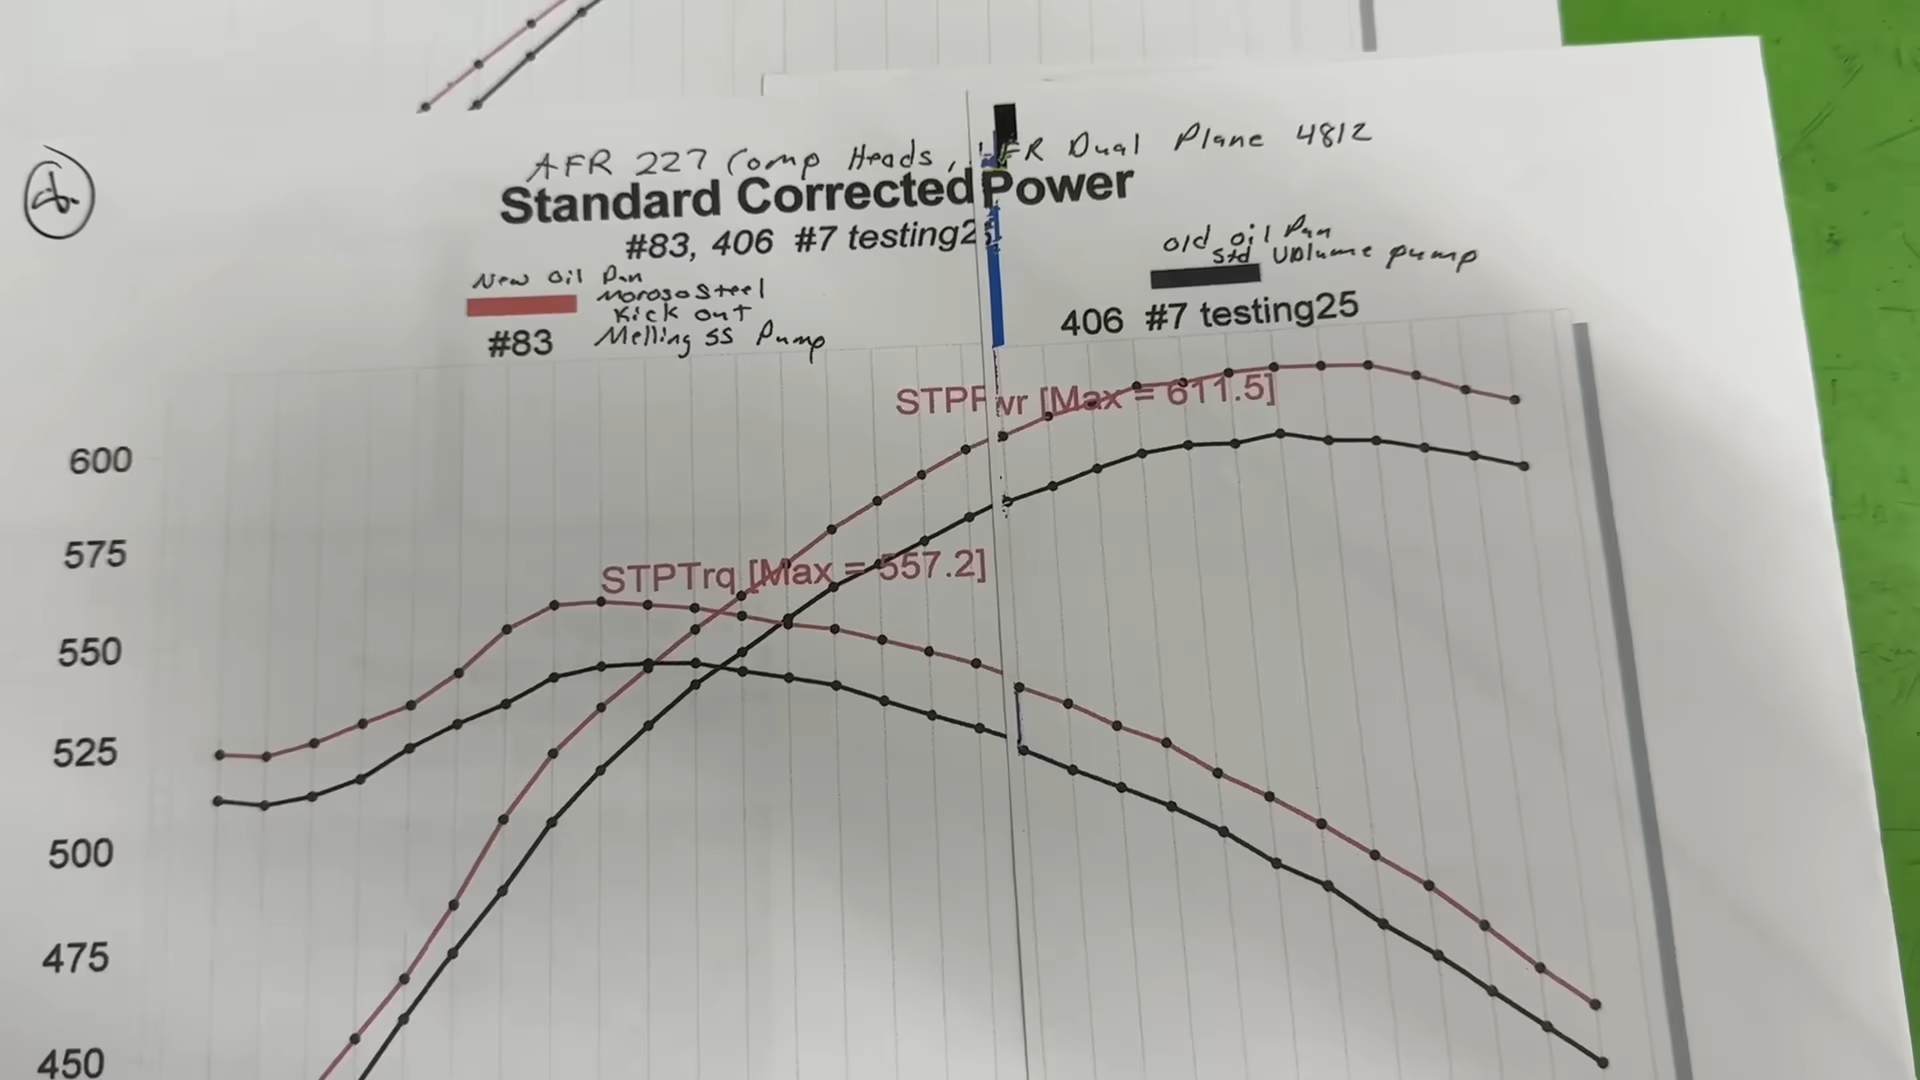 AFR 227 Comp Heads, AFR Dual Plane 4812
Standard Corrected Power
#83, 406 #7 testing25
New Oil Pan
Moroso Steel
Kick out
Melling SS Pump
#83
old oil Pan
Std Volume pump
406 #7 testing25
STPPwr [Max = 611.5]
STPTrq [Max = 557.2]
600
575
550
525
500
475
450